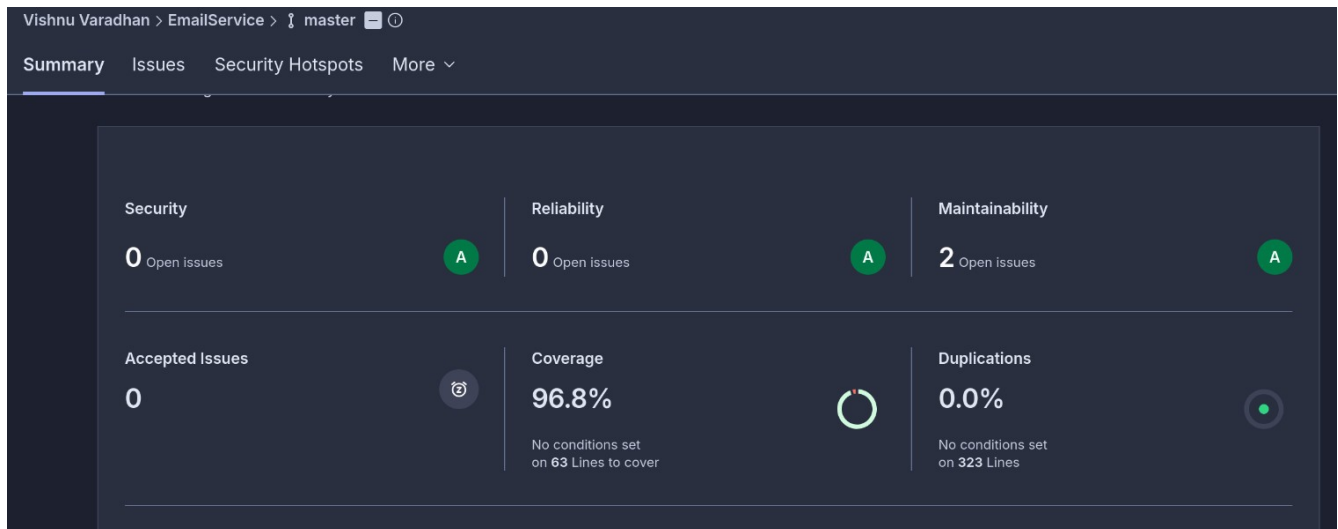 Vishnu Varadhan > EmailService > master
Summary Issues Security Hotspots More
Security
0 Open issues
A
Reliability
0 Open issues
A
Maintainability
2 Open issues
A
Accepted Issues
0
Coverage
96.8%
No conditions set
on 63 Lines to cover
Duplications
0.0%
No conditions set
on 323 Lines